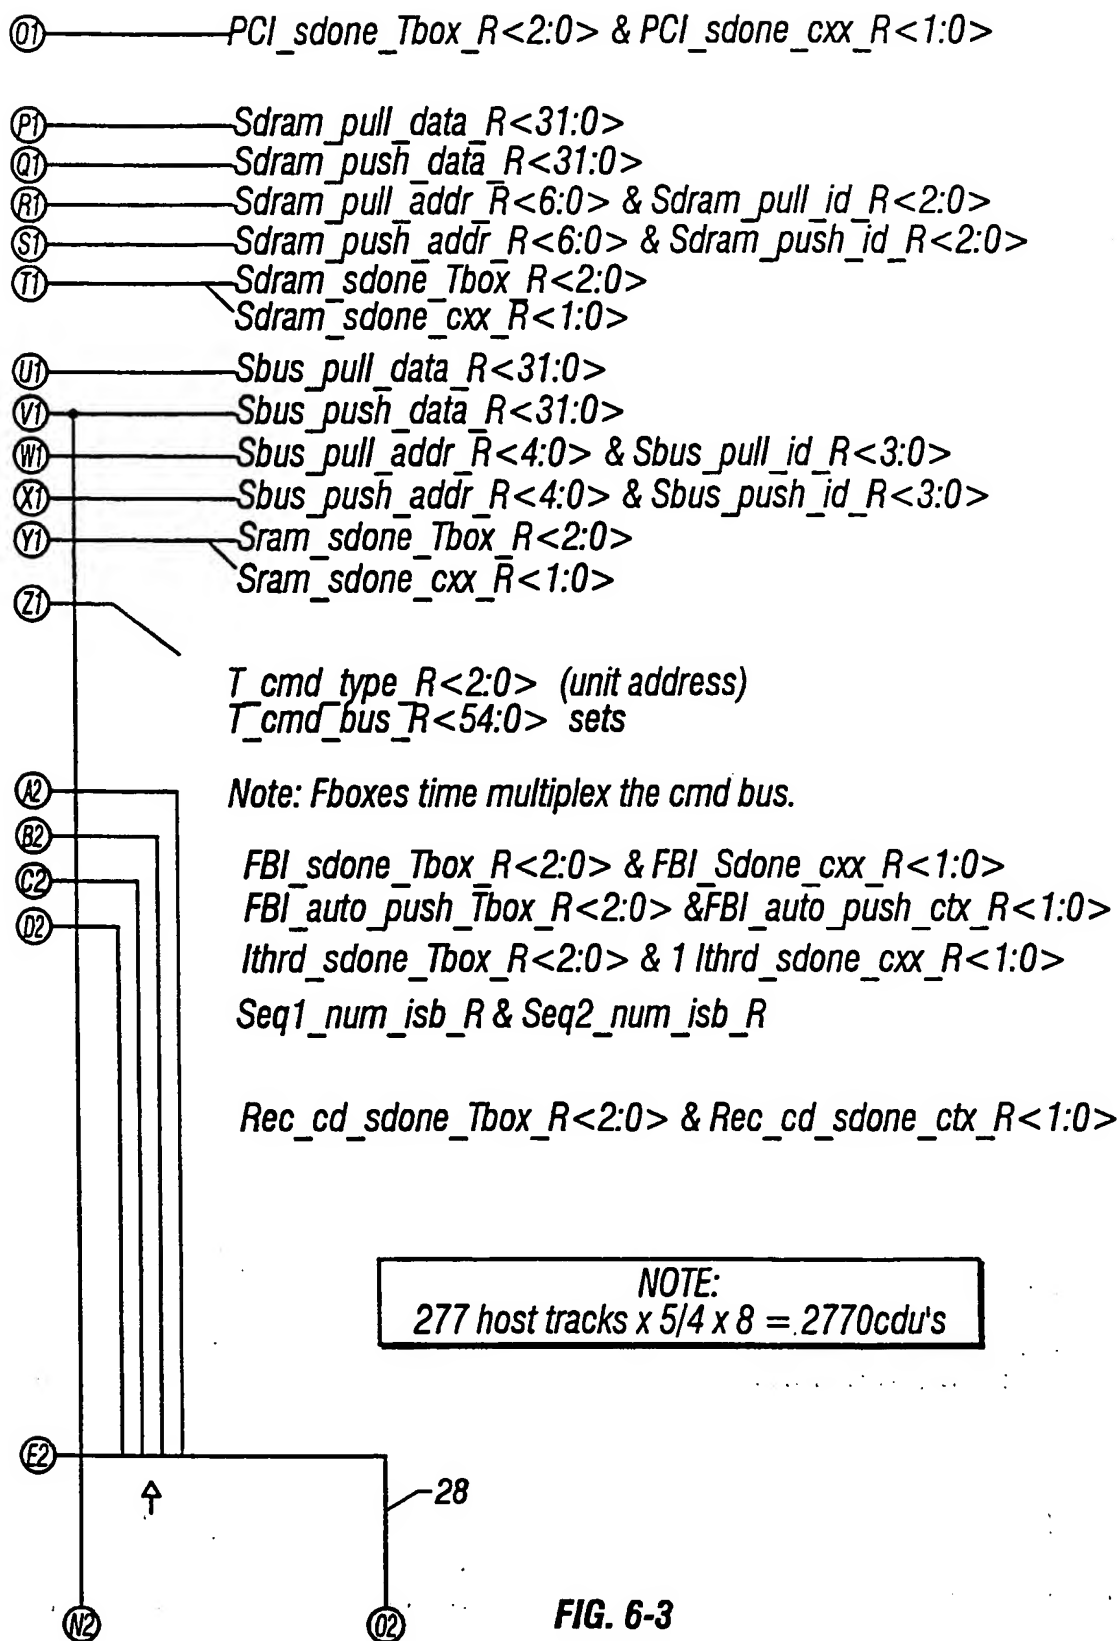 O1 PCI_sdone_Tbox_R<2:0> & PCI_sdone_cxx_R<1:0>
P1 Sdram_pull_data_R<31:0>
Q1 Sdram_push_data_R<31:0>
R1 Sdram_pull_addr_R<6:0> & Sdram_pull_id_R<2:0>
S1 Sdram_push_addr_R<6:0> & Sdram_push_id_R<2:0>
T1 Sdram_sdone_Tbox_R<2:0>
Sdram_sdone_cxx_R<1:0>
U1 Sbus_pull_data_R<31:0>
V1 Sbus_push_data_R<31:0>
W1 Sbus_pull_addr_R<4:0> & Sbus_pull_id_R<3:0>
X1 Sbus_push_addr_R<4:0> & Sbus_push_id_R<3:0>
Y1 Sram_sdone_Tbox_R<2:0>
Sram_sdone_cxx_R<1:0>
Z1
T_cmd_type_R<2:0> (unit address)
T_cmd_bus_R<54:0> sets
A2 Note: Fboxes time multiplex the cmd bus.
B2
FBI_sdone_Tbox_R<2:0> & FBI_Sdone_cxx_R<1:0>
C2
FBI_auto_push_Tbox_R<2:0> &FBI_auto_push_ctx_R<1:0>
D2
Ithrd_sdone_Tbox_R<2:0> & 1 Ithrd_sdone_cxx_R<1:0>
Seq1_num_isb_R & Seq2_num_isb_R
Rec_cd_sdone_Tbox_R<2:0> & Rec_cd_sdone_ctx_R<1:0>
NOTE:
277 host tracks x 5/4 x 8 = 2770cdu's
E2
28
N2 O2 FIG. 6-3